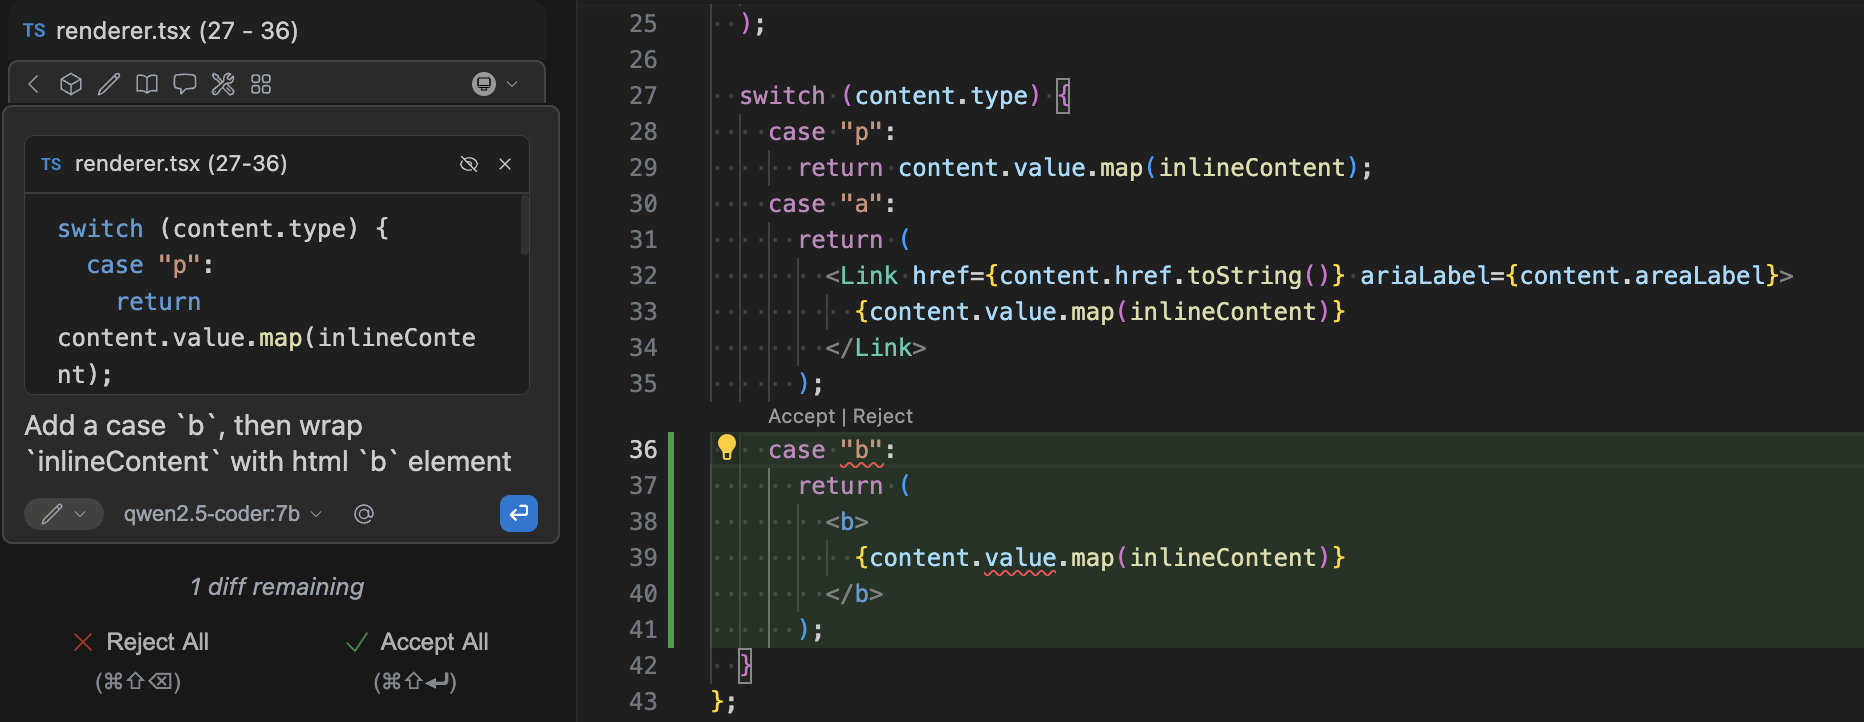 TS renderer.tsx (27 - 36)
TS renderer.tsx (27-36)
switch (content.type) {
case "p":
return
content.value.map(inlineConte
nt);
Add a case `b`, then wrap
`inlineContent` with html `b` element
qwen2.5-coder:7b
1 diff remaining
Reject All
Accept All
(⌘⇧⌫)
(⌘⇧↵)
25 );
26
27 switch (content.type) {
28 case "p":
29 return content.value.map(inlineContent);
30 case "a":
31 return (
32 <Link href={content.href.toString()} ariaLabel={content.areaLabel}>
33 {content.value.map(inlineContent)}
34 </Link>
35 );
Accept | Reject
36 case "b":
37 return (
38 <b>
39 {content.value.map(inlineContent)}
40 </b>
41 );
42 }
43 };